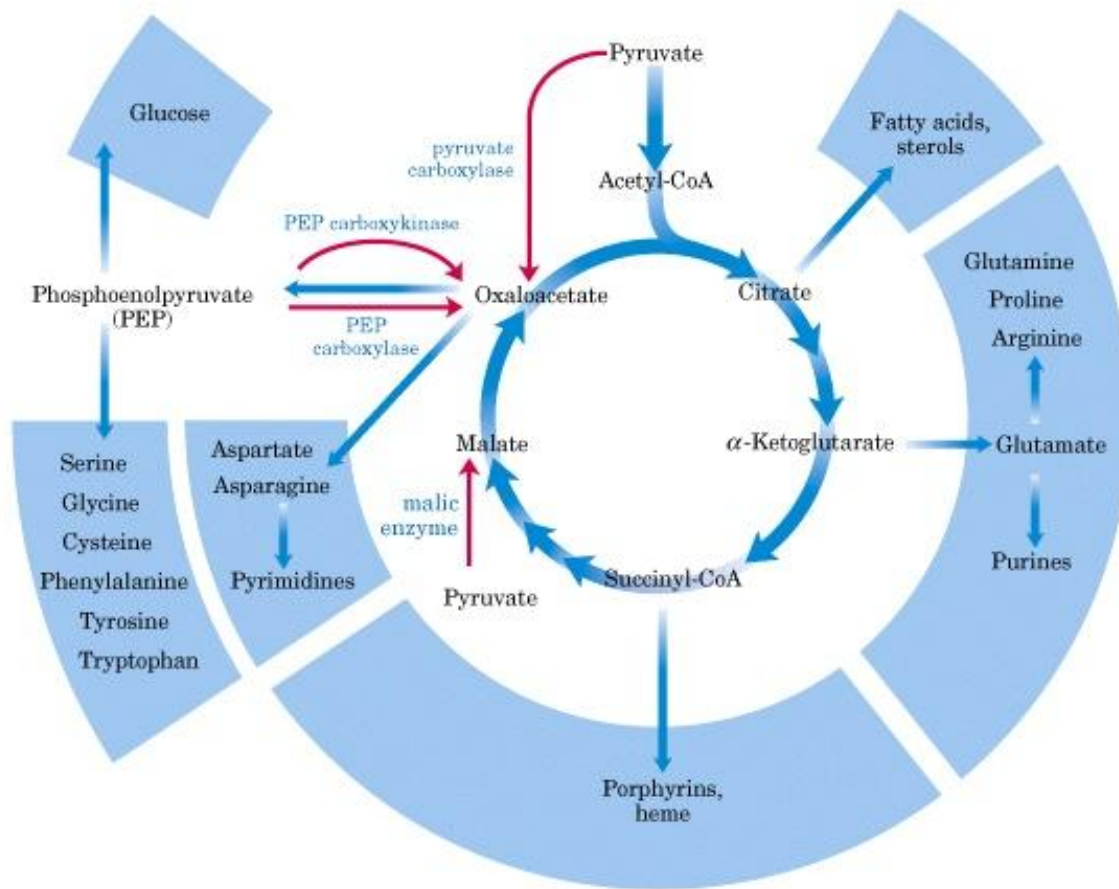 Pyruvate
Glucose
Fatty acids,
sterols
pyruvate
carboxylase
Acetyl-CoA
PEP carboxykinase
Phosphoenolpyruvate
(PEP)
Oxaloacetate
Citrate
PEP
carboxylase
Glutamine
Proline
Arginine
Malate
α-Ketoglutarate
Glutamate
Aspartate
Asparagine
Pyrimidines
Serine
Glycine
Cysteine
Phenylalanine
Tyrosine
Tryptophan
malic
enzyme
Pyruvate
Succinyl-CoA
Purines
Porphyrins,
heme